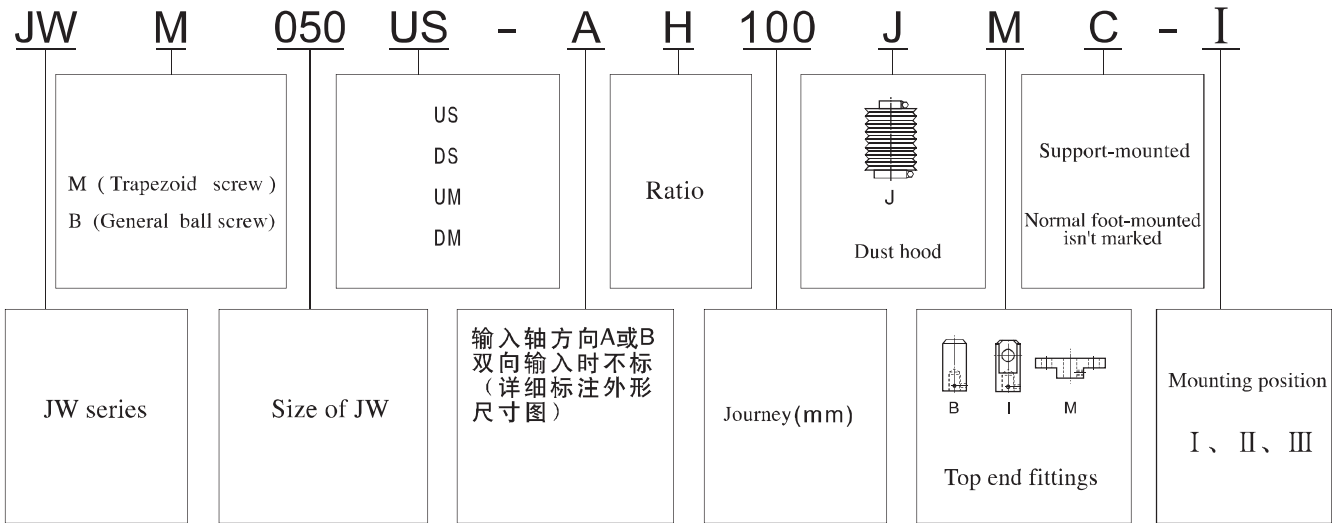 JW M 050 US - A H 100 J M C - I
M ( Trapezoid screw )
B (General ball screw)
US
DS
UM
DM
Ratio
J
Dust hood
Support-mounted
Normal foot-mounted
isn't marked
JW series
Size of JW
输入轴方向A或B
双向输入时不标
（详细标注外形
尺寸图）
Journey(mm)
B I M
Top end fittings
Mounting position
Ⅰ、Ⅱ、Ⅲ